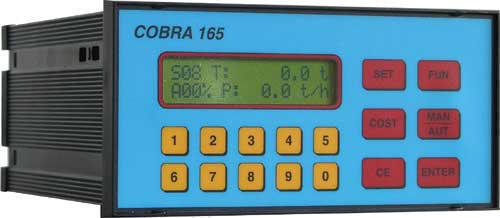 COBRA 165
S08 T: 0.0 t
A00% P: 0.0 t/h
SET FUN
COST MAN/AUT
CE ENTER
1 2 3 4 5
6 7 8 9 0